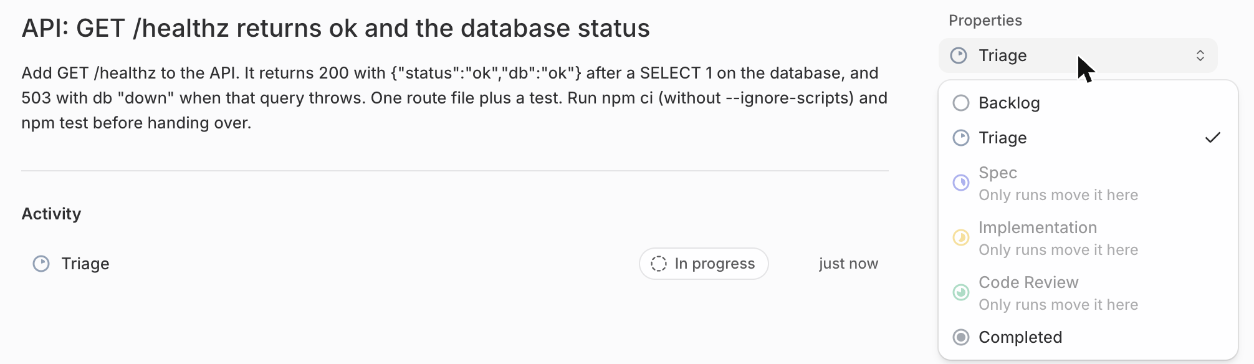 API: GET /healthz returns ok and the database status
Add GET /healthz to the API. It returns 200 with {"status":"ok","db":"ok"} after a SELECT 1 on the database, and
503 with db "down" when that query throws. One route file plus a test. Run npm ci (without --ignore-scripts) and
npm test before handing over.
Activity
Triage
In progress
just now
Properties
Triage
Backlog
Triage
Spec
Only runs move it here
Implementation
Only runs move it here
Code Review
Only runs move it here
Completed